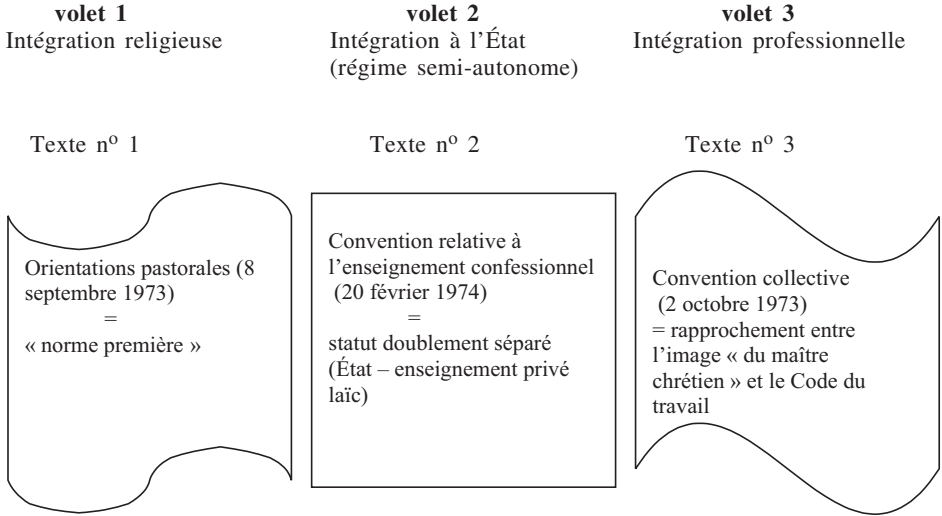 volet 1
Intégration religieuse
volet 2
Intégration à l'État
(régime semi-autonome)
volet 3
Intégration professionnelle
Texte nº 1
Texte nº 2
Texte nº 3
Orientations pastorales (8
septembre 1973)
=
« norme première »
Convention relative à
l'enseignement confessionnel
(20 février 1974)
=
statut doublement séparé
(État – enseignement privé
laïc)
Convention collective
(2 octobre 1973)
= rapprochement entre
l'image « du maître
chrétien » et le Code du
travail